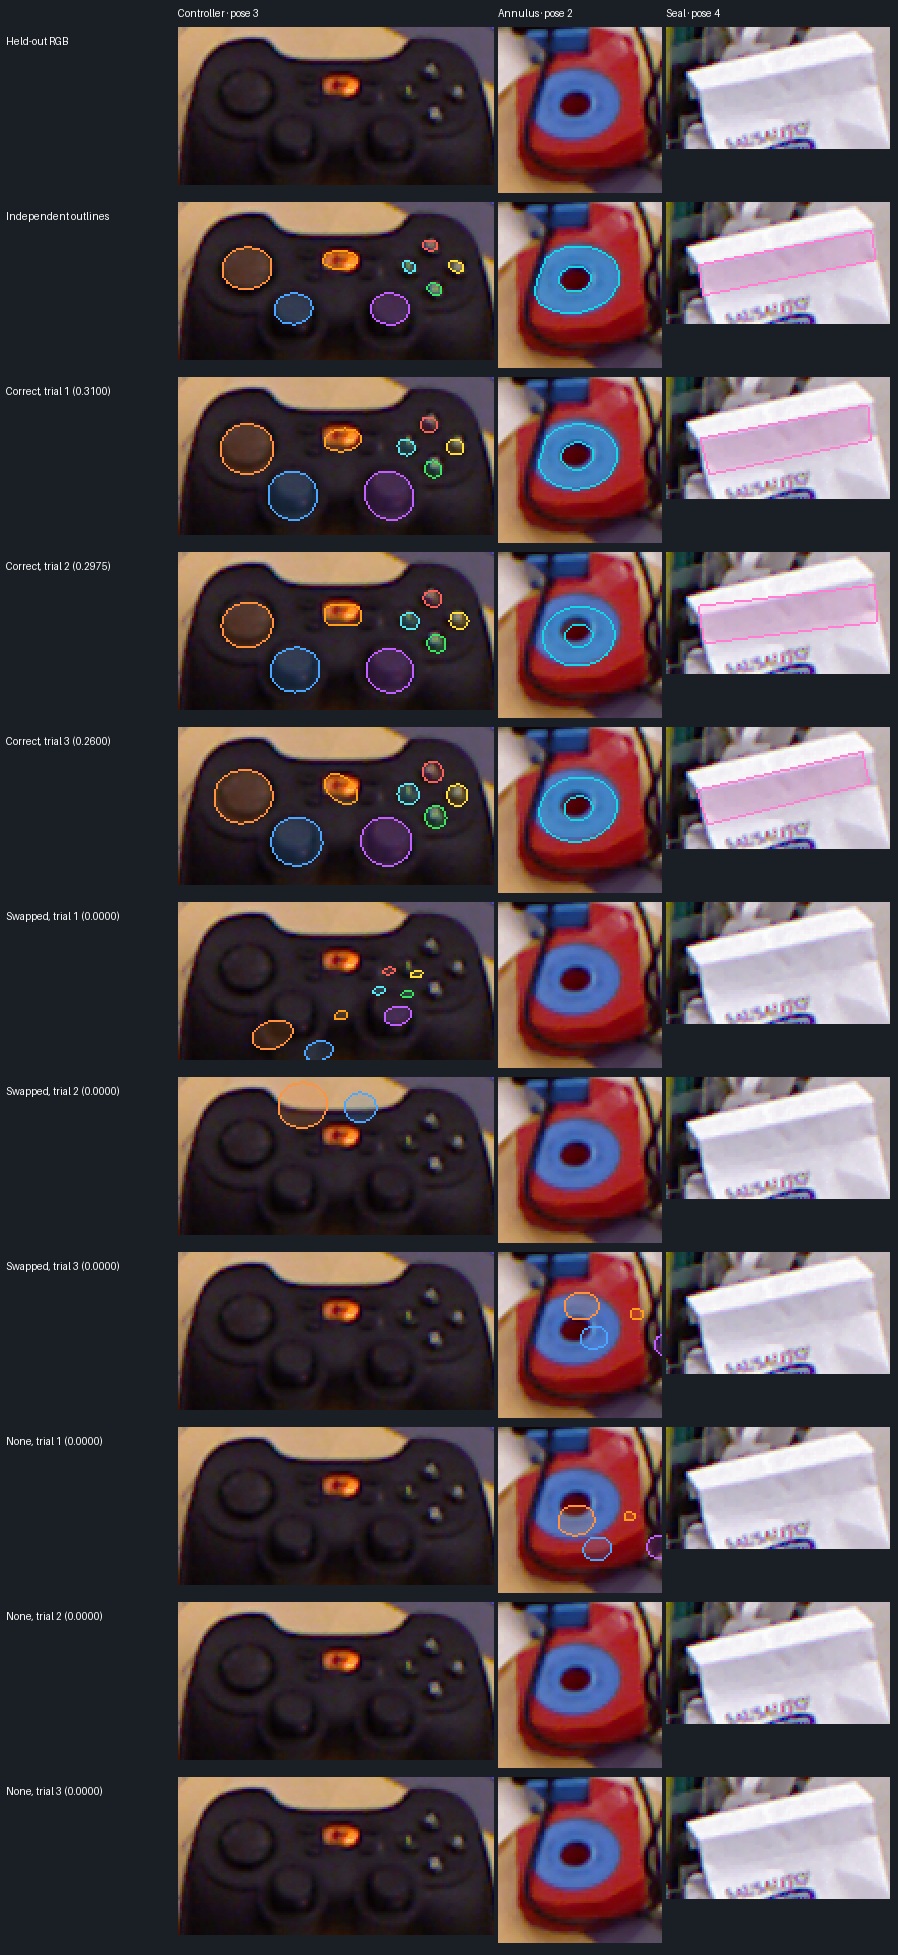 Controller · pose 3
Annulus · pose 2
Seal · pose 4
Held-out RGB
Independent outlines
Correct, trial 1 (0.3100)
Correct, trial 2 (0.2975)
Correct, trial 3 (0.2600)
Swapped, trial 1 (0.0000)
Swapped, trial 2 (0.0000)
Swapped, trial 3 (0.0000)
None, trial 1 (0.0000)
None, trial 2 (0.0000)
None, trial 3 (0.0000)